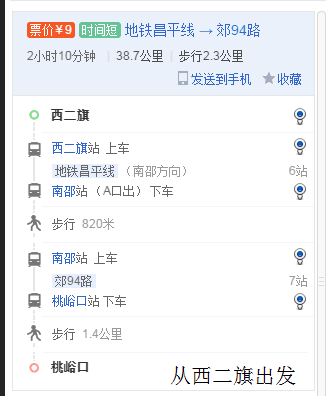 票价￥9 时间短 地铁昌平线 → 郊94路
2小时10分钟 | 38.7公里 | 步行2.3公里
发送到手机 收藏
西二旗
西二旗站 上车
地铁昌平线 （南邵方向） 6站
南邵站 （A口出）下车
步行 820米
南邵站 上车
郊94路 7站
桃峪口站 下车
步行 1.4公里
桃峪口 从西二旗出发